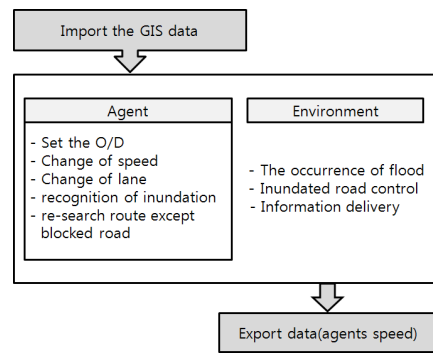 Import the GIS data
Agent
- Set the O/D
- Change of speed
- Change of lane
- recognition of inundation
- re-search route except
blocked road
Environment
- The occurrence of flood
- Inundated road control
- Information delivery
Export data(agents speed)